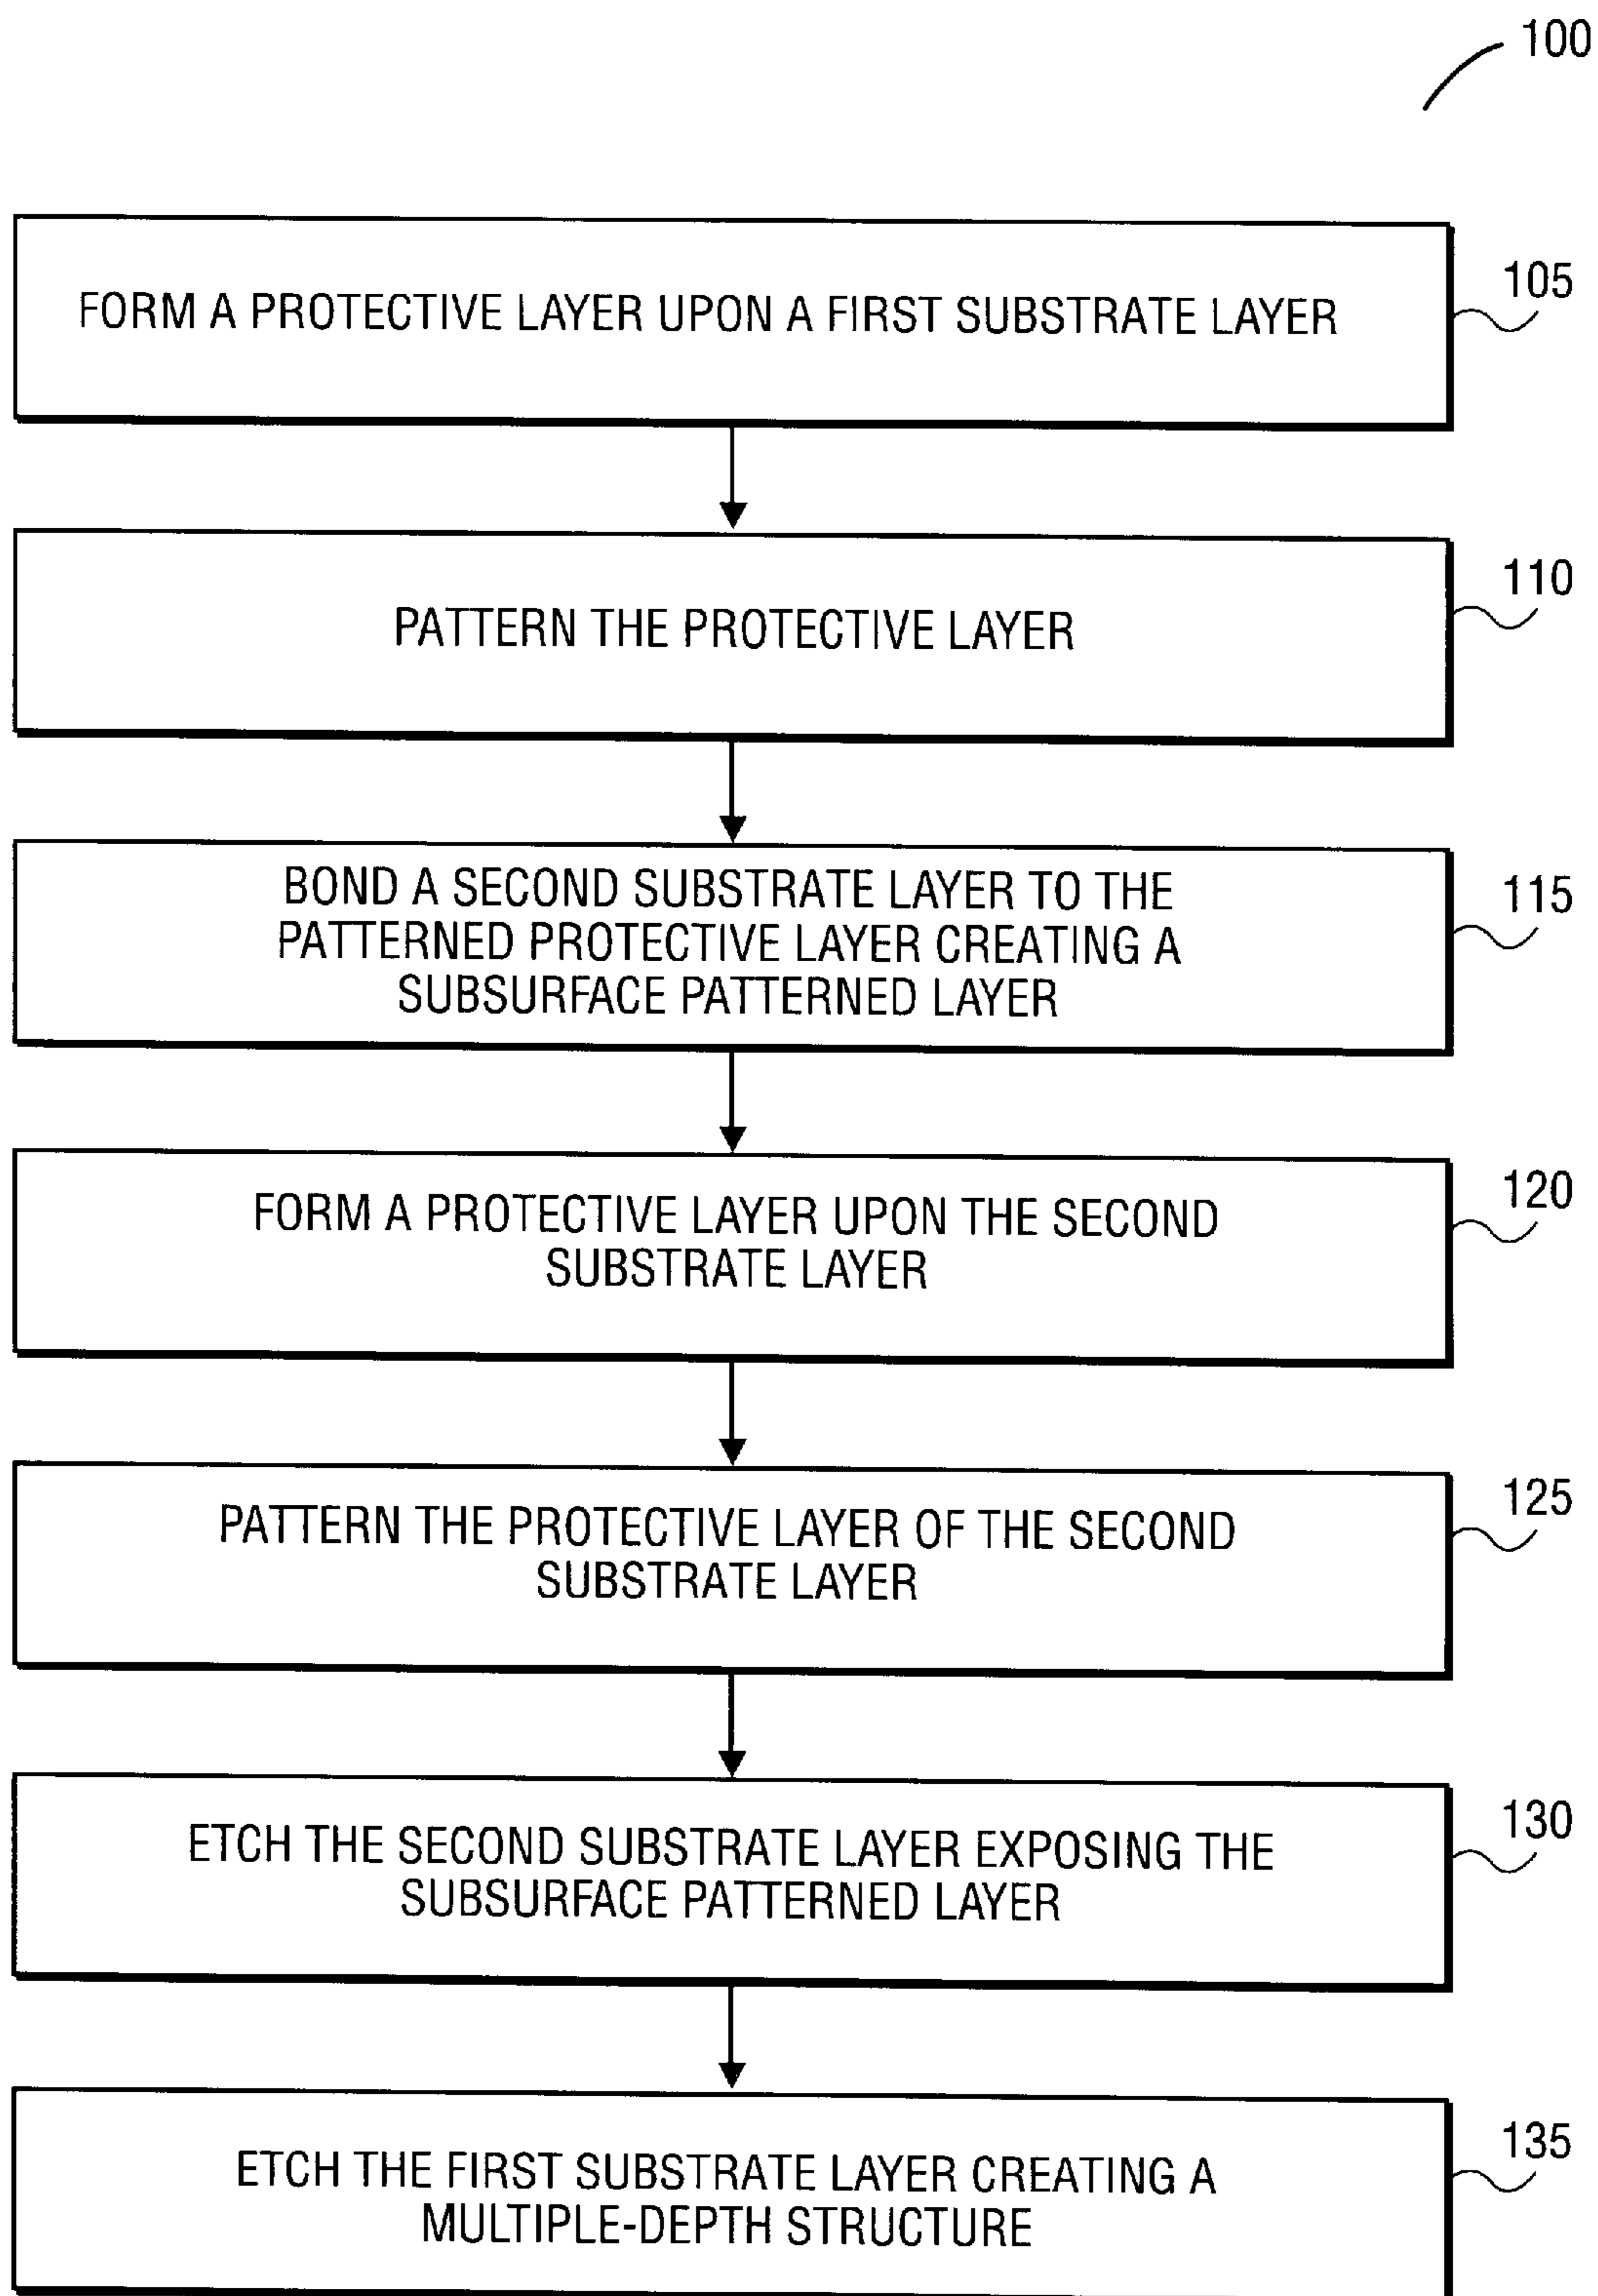 100
FORM A PROTECTIVE LAYER UPON A FIRST SUBSTRATE LAYER
105
PATTERN THE PROTECTIVE LAYER
110
BOND A SECOND SUBSTRATE LAYER TO THE
PATTERNED PROTECTIVE LAYER CREATING A
SUBSURFACE PATTERNED LAYER
115
FORM A PROTECTIVE LAYER UPON THE SECOND
SUBSTRATE LAYER
120
PATTERN THE PROTECTIVE LAYER OF THE SECOND
SUBSTRATE LAYER
125
ETCH THE SECOND SUBSTRATE LAYER EXPOSING THE
SUBSURFACE PATTERNED LAYER
130
ETCH THE FIRST SUBSTRATE LAYER CREATING A
MULTIPLE-DEPTH STRUCTURE
135